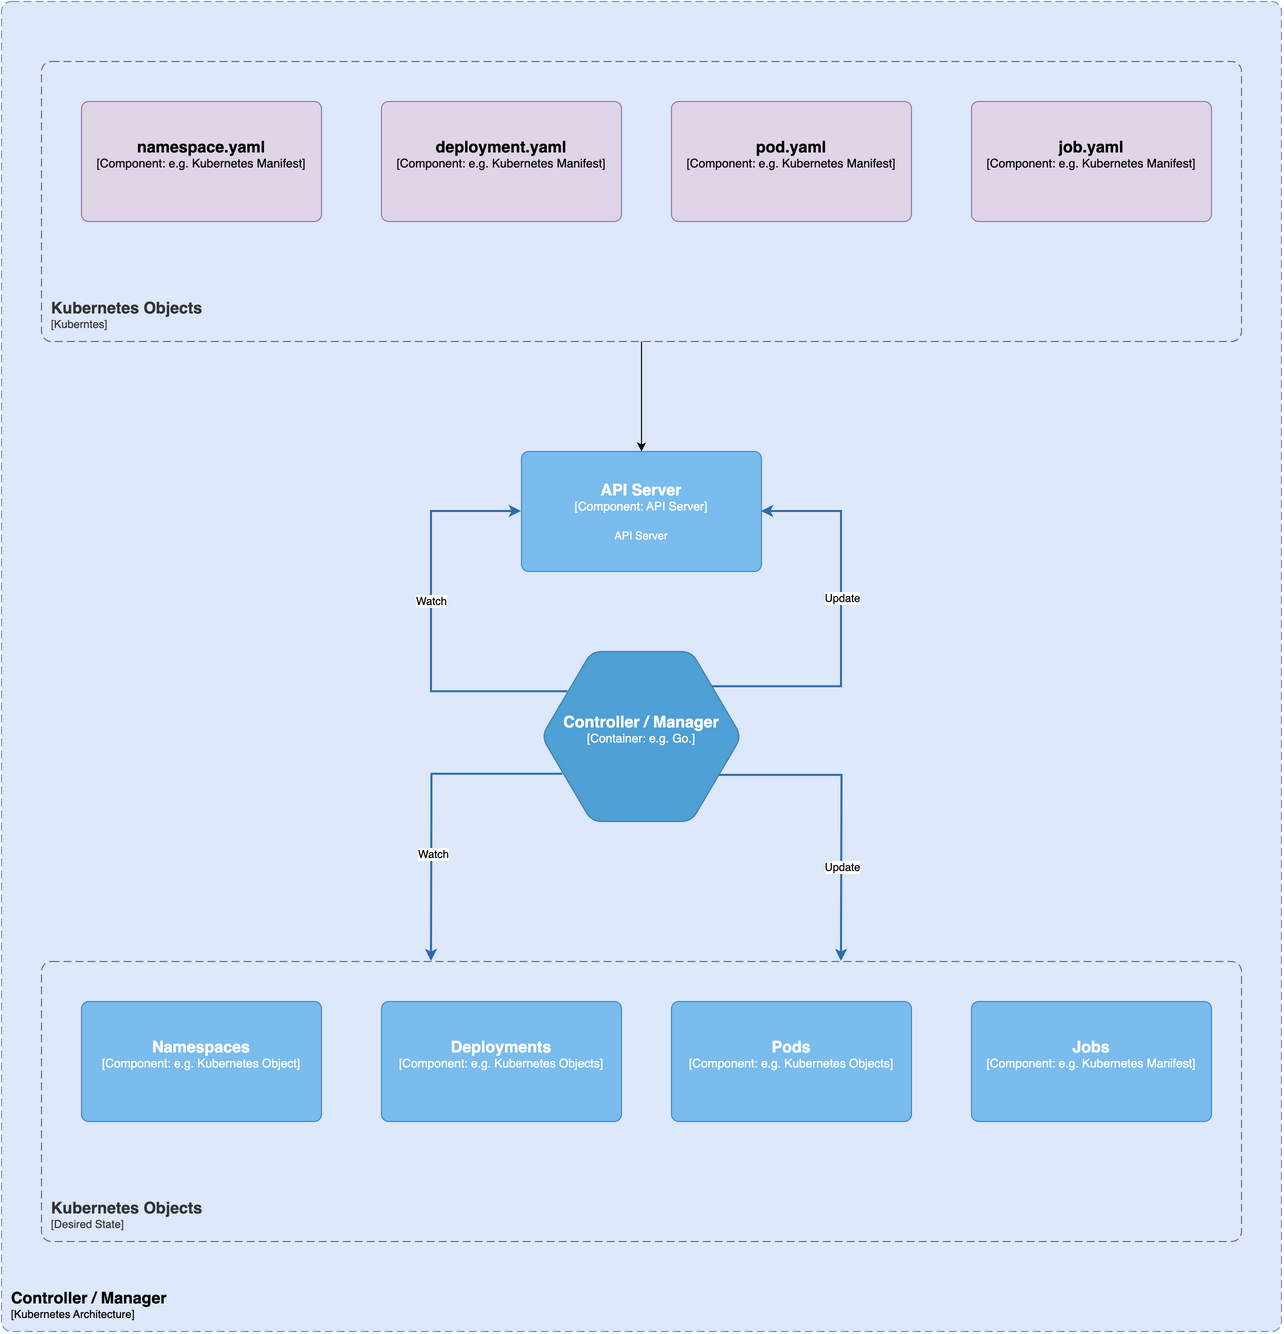 namespace.yaml
[Component: e.g. Kubernetes Manifest]
deployment.yaml
[Component: e.g. Kubernetes Manifest]
pod.yaml
[Component: e.g. Kubernetes Manifest]
job.yaml
[Component: e.g. Kubernetes Manifest]
Kubernetes Objects
[Kuberntes]
API Server
[Component: API Server]
API Server
Watch
Update
Controller / Manager
[Container: e.g. Go.]
Watch
Update
Namespaces
[Component: e.g. Kubernetes Object]
Deployments
[Component: e.g. Kubernetes Objects]
Pods
[Component: e.g. Kubernetes Objects]
Jobs
[Component: e.g. Kubernetes Manifest]
Kubernetes Objects
[Desired State]
Controller / Manager
[Kubernetes Architecture]